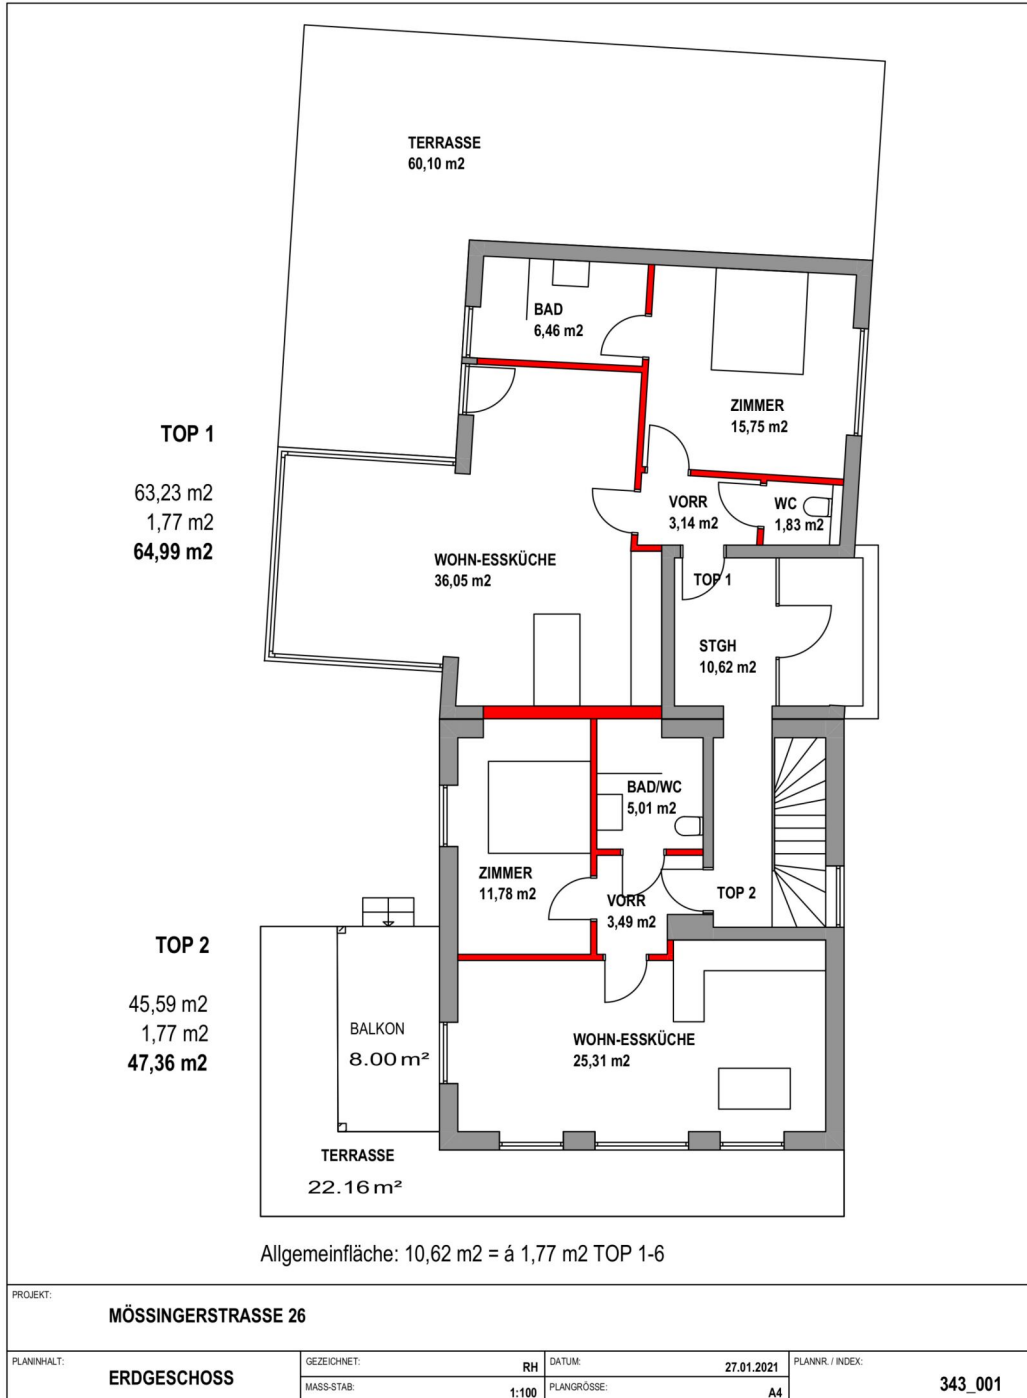 TERRASSE
60,10 m2
BAD
6,46 m2
ZIMMER
15,75 m2
TOP 1
63,23 m2
1,77 m2
64,99 m2
VORR
3,14 m2
WC
1,83 m2
WOHN-ESSKÜCHE
36,05 m2
TOP 1
STGH
10,62 m2
BAD/WC
5,01 m2
ZIMMER
11,78 m2
VORR
3,49 m2
TOP 2
TOP 2
45,59 m2
1,77 m2
47,36 m2
BALKON
8.00 m²
WOHN-ESSKÜCHE
25,31 m2
TERRASSE
22.16 m²
Allgemeinfläche: 10,62 m2 = á 1,77 m2 TOP 1-6
PROJEKT:
MÖSSINGERSTRASSE 26
PLANINHALT:
ERDGESCHOSS
GEZEICHNET: RH
MASS-STAB: 1:100
DATUM: 27.01.2021
PLANGRÖSSE: A4
PLANNR. / INDEX:
343_001